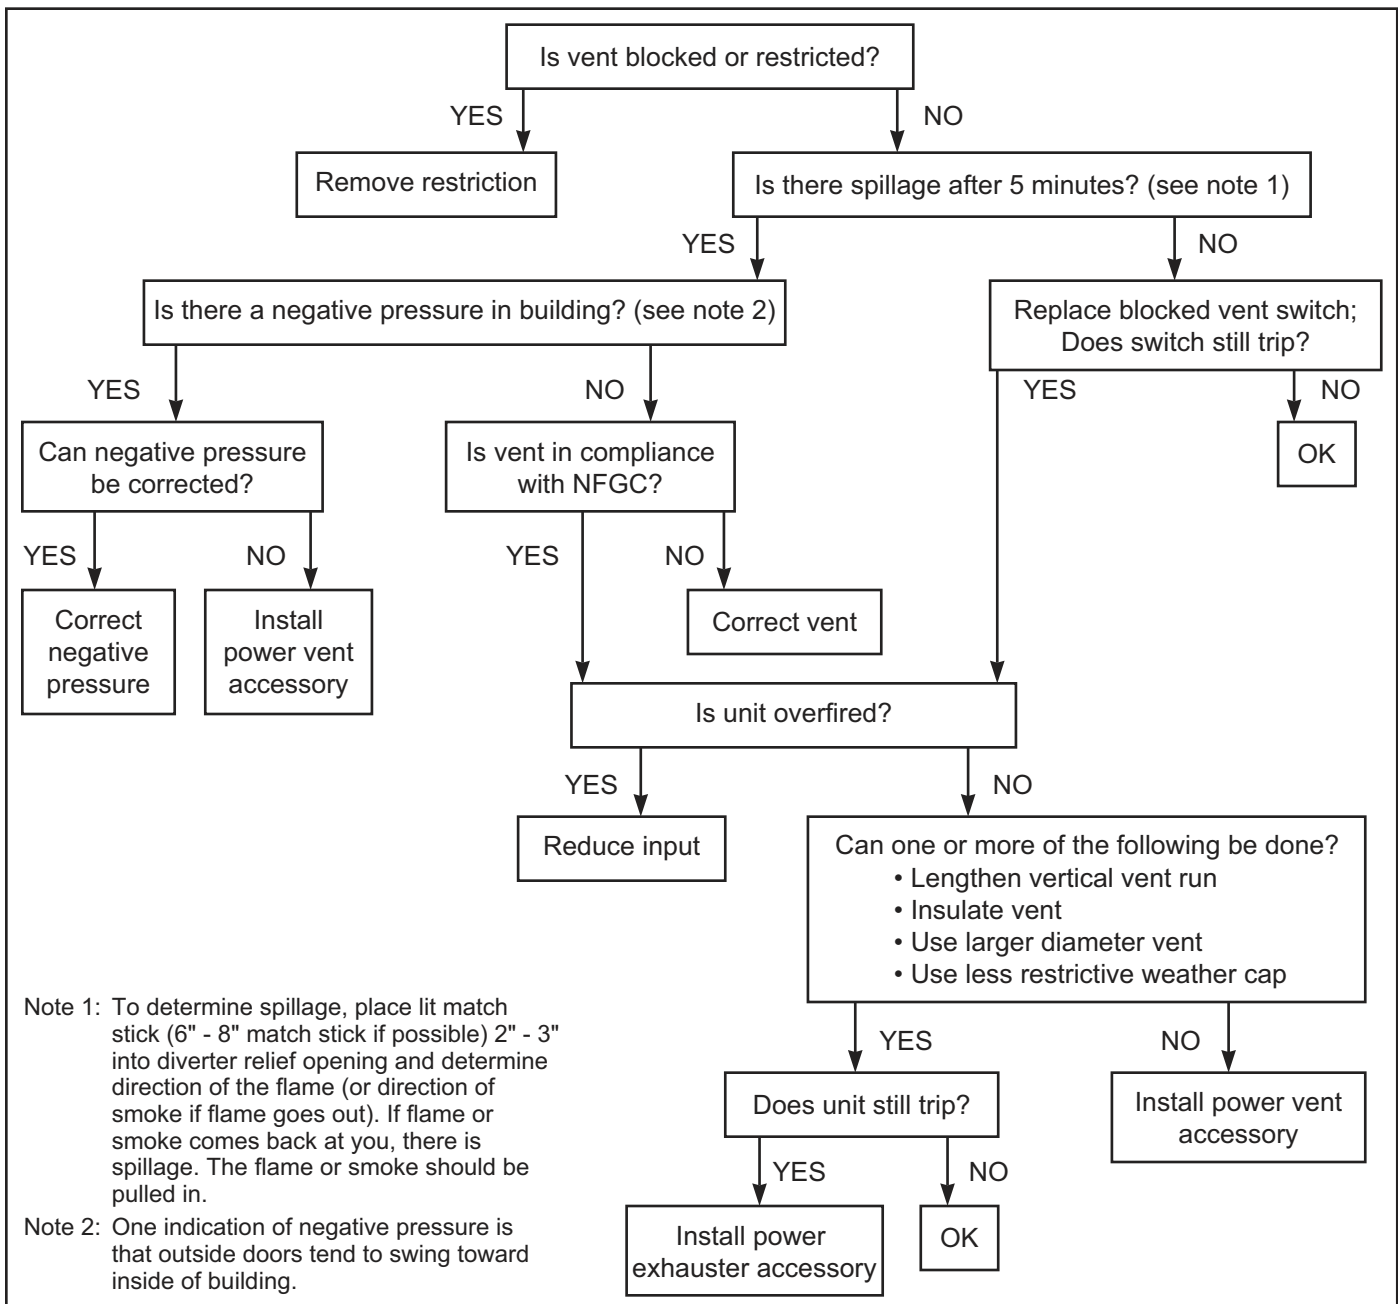 Is vent blocked or restricted?
YES
NO
Remove restriction
Is there spillage after 5 minutes? (see note 1)
YES
NO
Is there a negative pressure in building? (see note 2)
Replace blocked vent switch;
Does switch still trip?
YES
NO
YES
NO
Can negative pressure
be corrected?
Is vent in compliance
with NFGC?
OK
YES
NO
YES
NO
Correct
negative
pressure
Install
power vent
accessory
Correct vent
Is unit overfired?
YES
NO
Reduce input
Can one or more of the following be done?
• Lengthen vertical vent run
• Insulate vent
• Use larger diameter vent
• Use less restrictive weather cap
YES
NO
Does unit still trip?
Install power vent
accessory
YES
NO
Install power
exhauster accessory
OK
Note 1: To determine spillage, place lit match
stick (6" - 8" match stick if possible) 2" - 3"
into diverter relief opening and determine
direction of the flame (or direction of
smoke if flame goes out). If flame or
smoke comes back at you, there is
spillage. The flame or smoke should be
pulled in.
Note 2: One indication of negative pressure is
that outside doors tend to swing toward
inside of building.